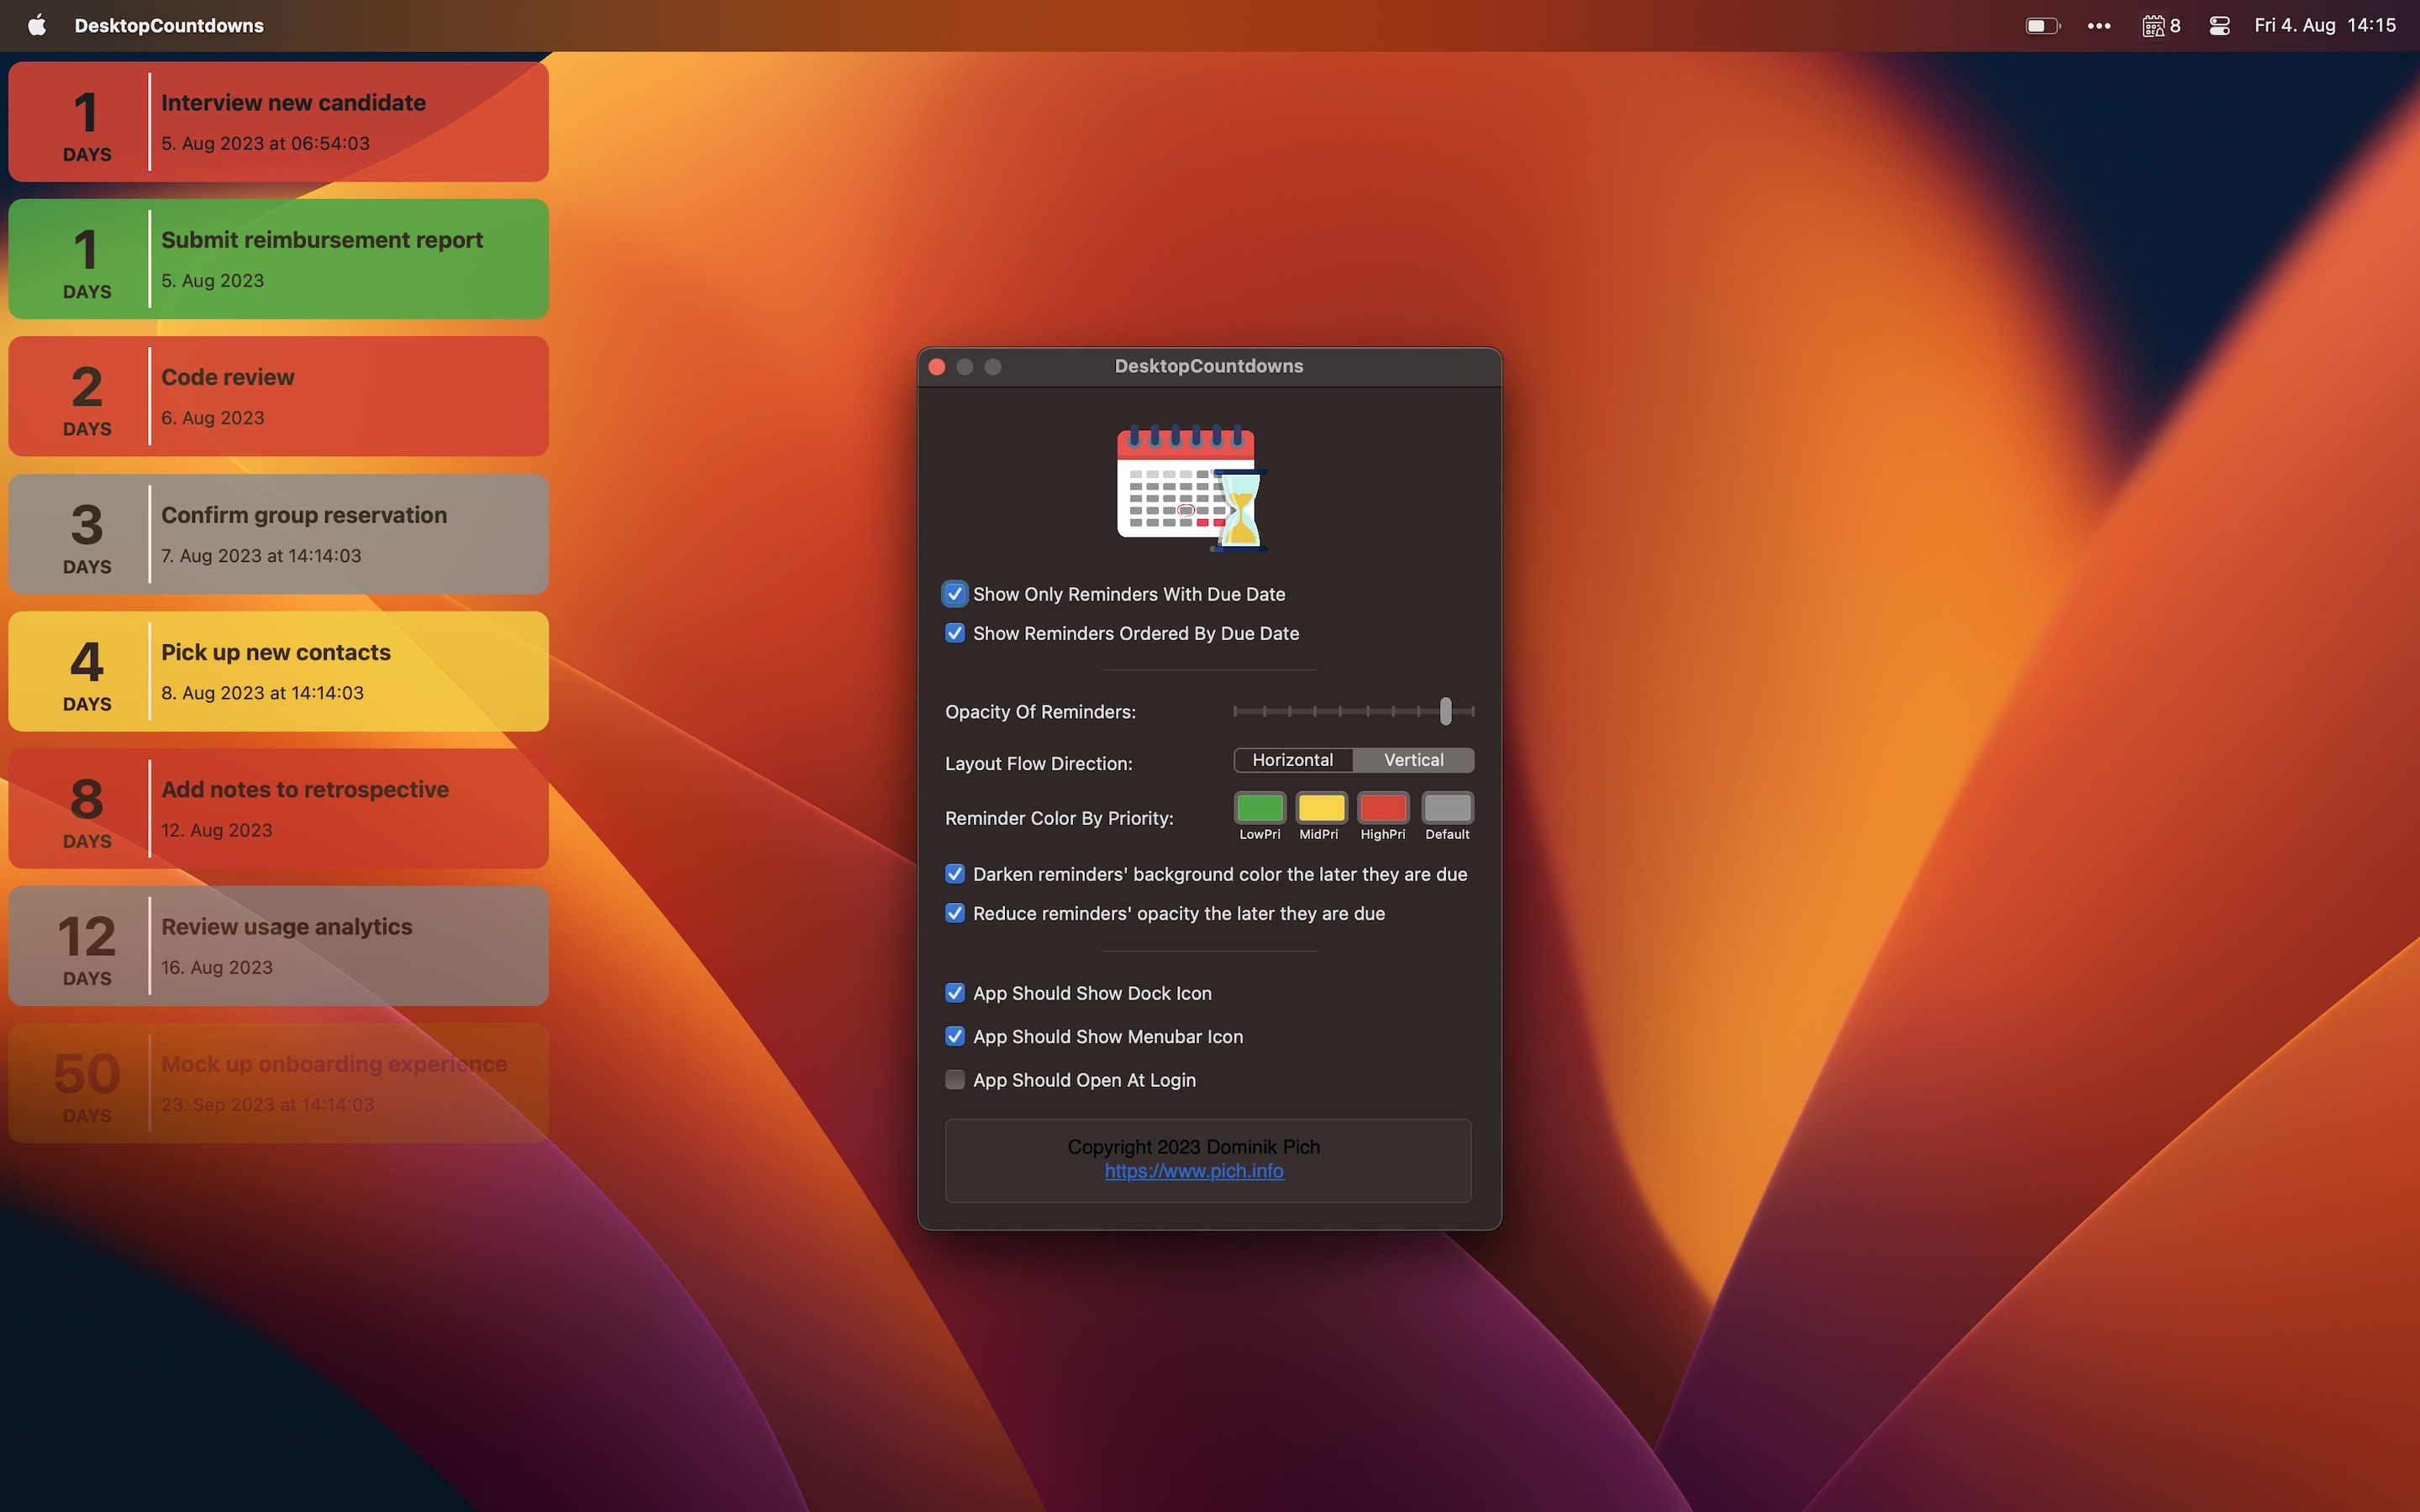 DesktopCountdowns
8
Fri 4. Aug 14:15
1
DAYS
Interview new candidate
5. Aug 2023 at 06:54:03
1
DAYS
Submit reimbursement report
5. Aug 2023
2
DAYS
Code review
6. Aug 2023
3
DAYS
Confirm group reservation
7. Aug 2023 at 14:14:03
4
DAYS
Pick up new contacts
8. Aug 2023 at 14:14:03
8
DAYS
Add notes to retrospective
12. Aug 2023
12
DAYS
Review usage analytics
16. Aug 2023
50
DAYS
Mock up onboarding experience
23. Sep 2023 at 14:14:03
DesktopCountdowns
Show Only Reminders With Due Date
Show Reminders Ordered By Due Date
Opacity Of Reminders:
Layout Flow Direction:
Horizontal
Vertical
Reminder Color By Priority:
LowPri
MidPri
HighPri
Default
Darken reminders' background color the later they are due
Reduce reminders' opacity the later they are due
App Should Show Dock Icon
App Should Show Menubar Icon
App Should Open At Login
Copyright 2023 Dominik Pich
https://www.pich.info